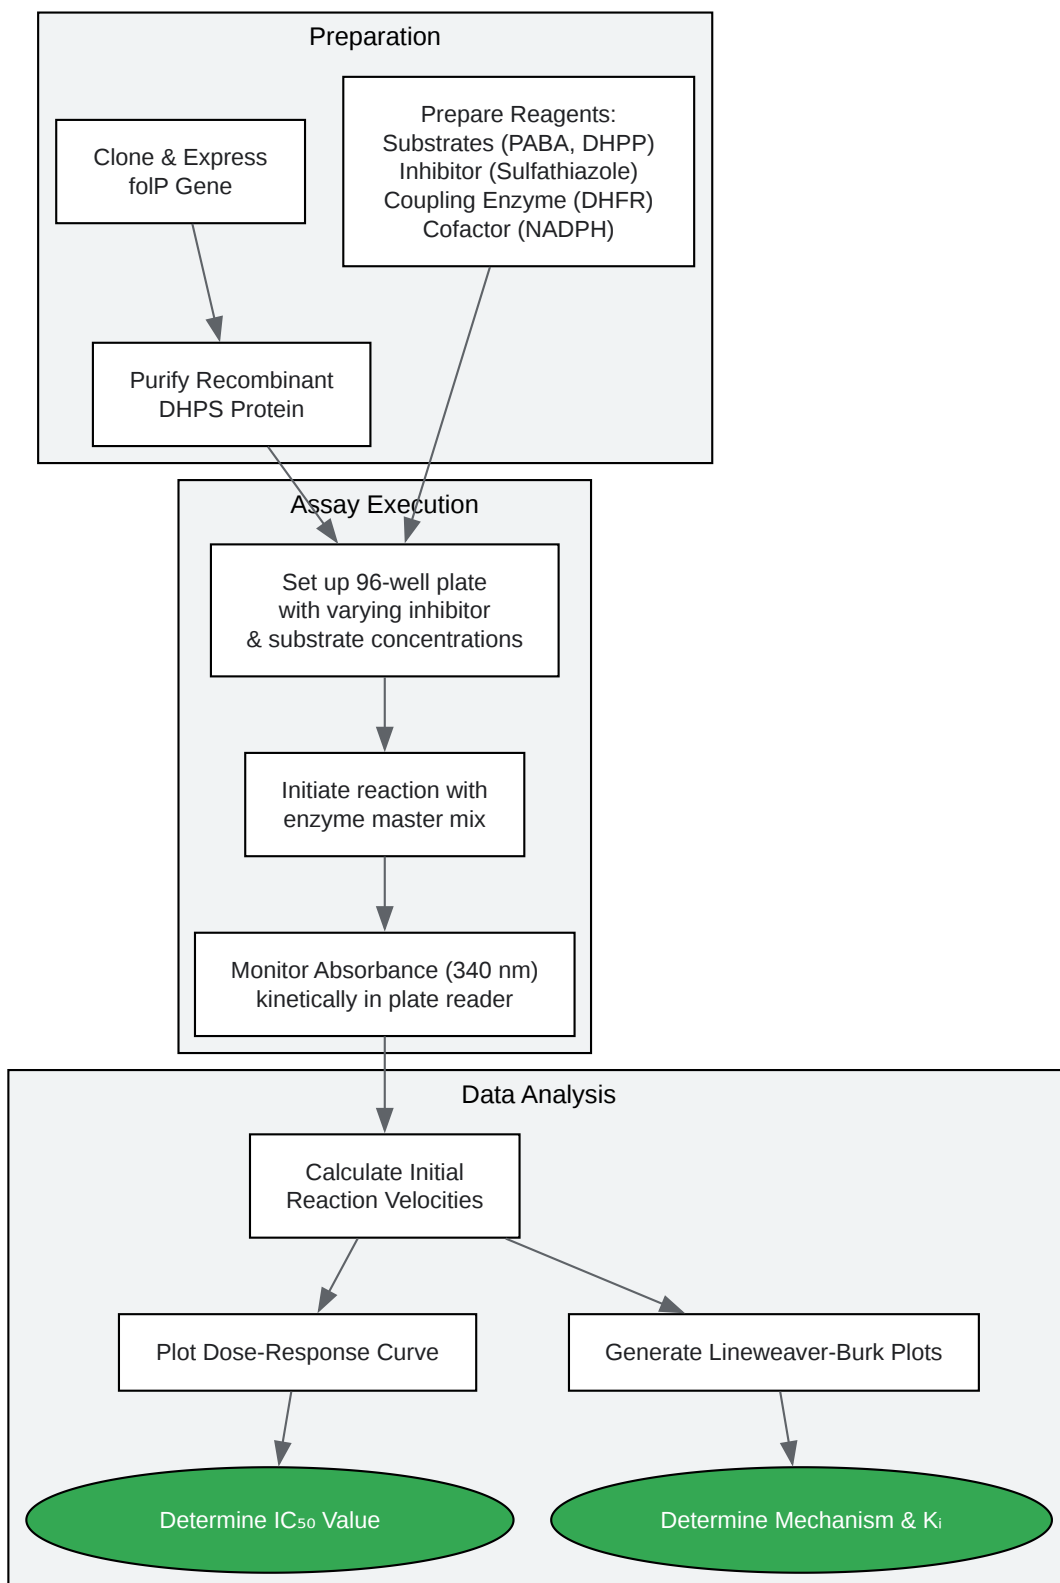 Preparation
Clone & Express
folP Gene
Prepare Reagents:
Substrates (PABA, DHPP)
Inhibitor (Sulfathiazole)
Coupling Enzyme (DHFR)
Cofactor (NADPH)
Purify Recombinant
DHPS Protein
Assay Execution
Set up 96-well plate
with varying inhibitor
& substrate concentrations
Initiate reaction with
enzyme master mix
Monitor Absorbance (340 nm)
kinetically in plate reader
Data Analysis
Calculate Initial
Reaction Velocities
Plot Dose-Response Curve
Generate Lineweaver-Burk Plots
Determine IC₅₀ Value
Determine Mechanism & Kᵢ